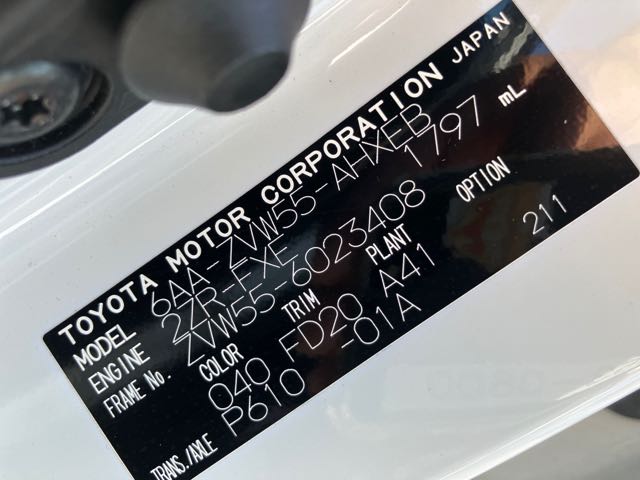 TOYOTA MOTOR CORPORATION JAPAN
MODEL 6AA-ZVW55-AHXEB
ENGINE 2ZR-FXE 1797 mL
FRAME No. ZVW55-6023408
COLOR TRIM PLANT OPTION
040 FD20 A41 211
TRANS./AXLE P610 -01A